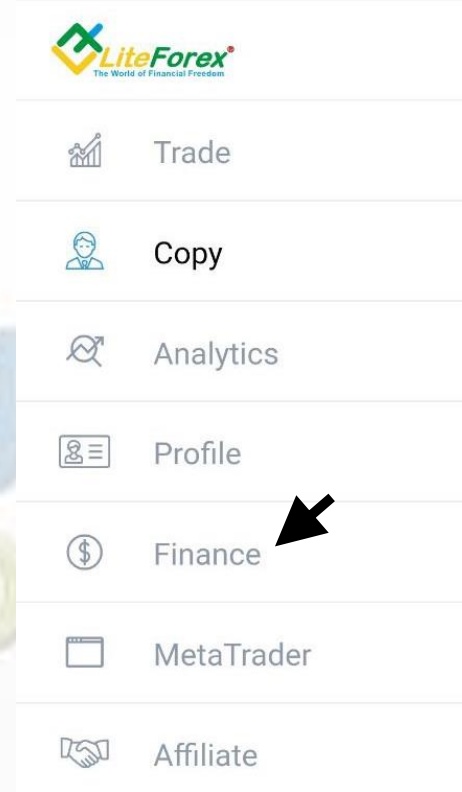 LiteForex®
The World of Financial Freedom
Trade
Copy
Analytics
Profile
Finance
MetaTrader
Affiliate